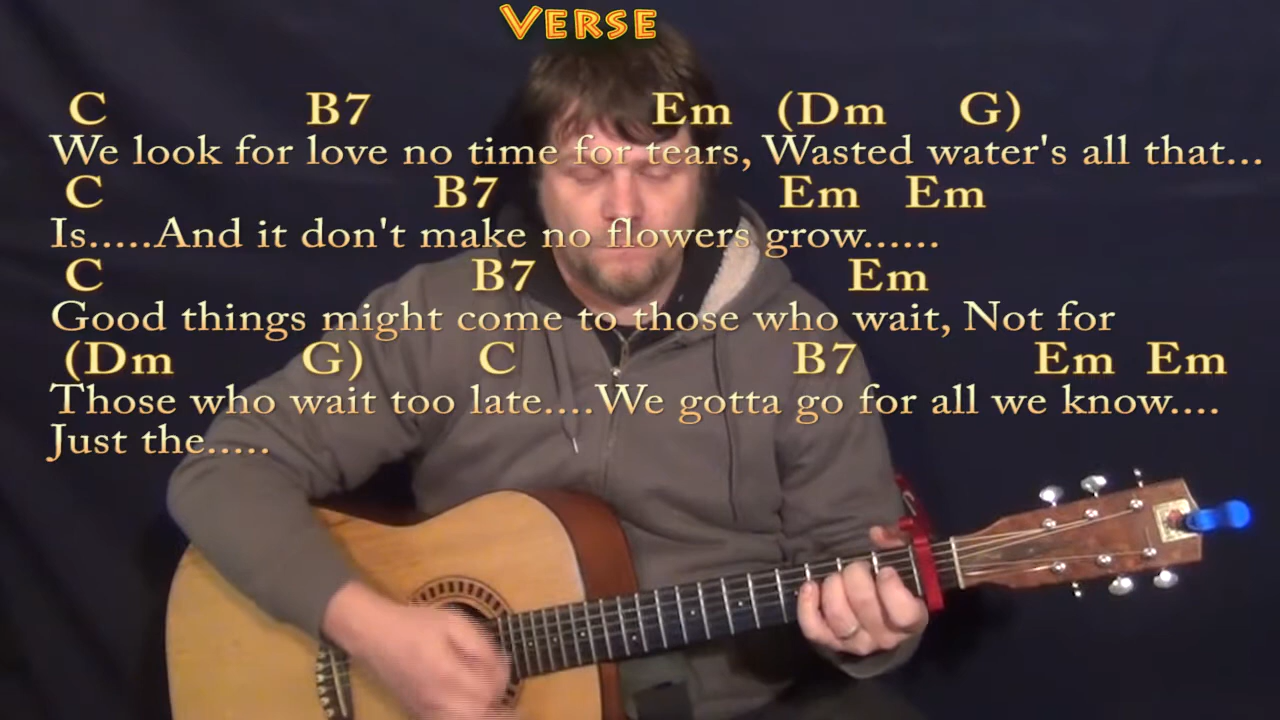 VERSE
C B7 Em (Dm G)
We look for love no time for tears, Wasted water's all that...
C B7 Em Em
Is.....And it don't make no flowers grow......
C B7 Em
Good things might come to those who wait, Not for
(Dm G) C B7 Em Em
Those who wait too late....We gotta go for all we know....
Just the.....